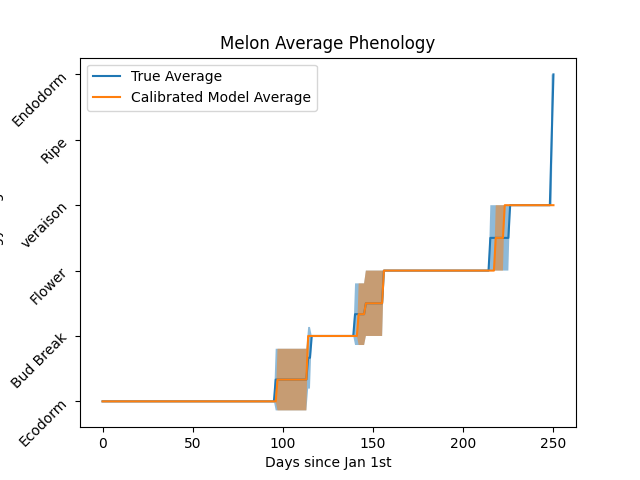 Melon Average Phenology
True Average
Calibrated Model Average
Endodorm
Ripe
veraison
Flower
Bud Break
Ecodorm
0 50 100 150 200 250
Days since Jan 1st